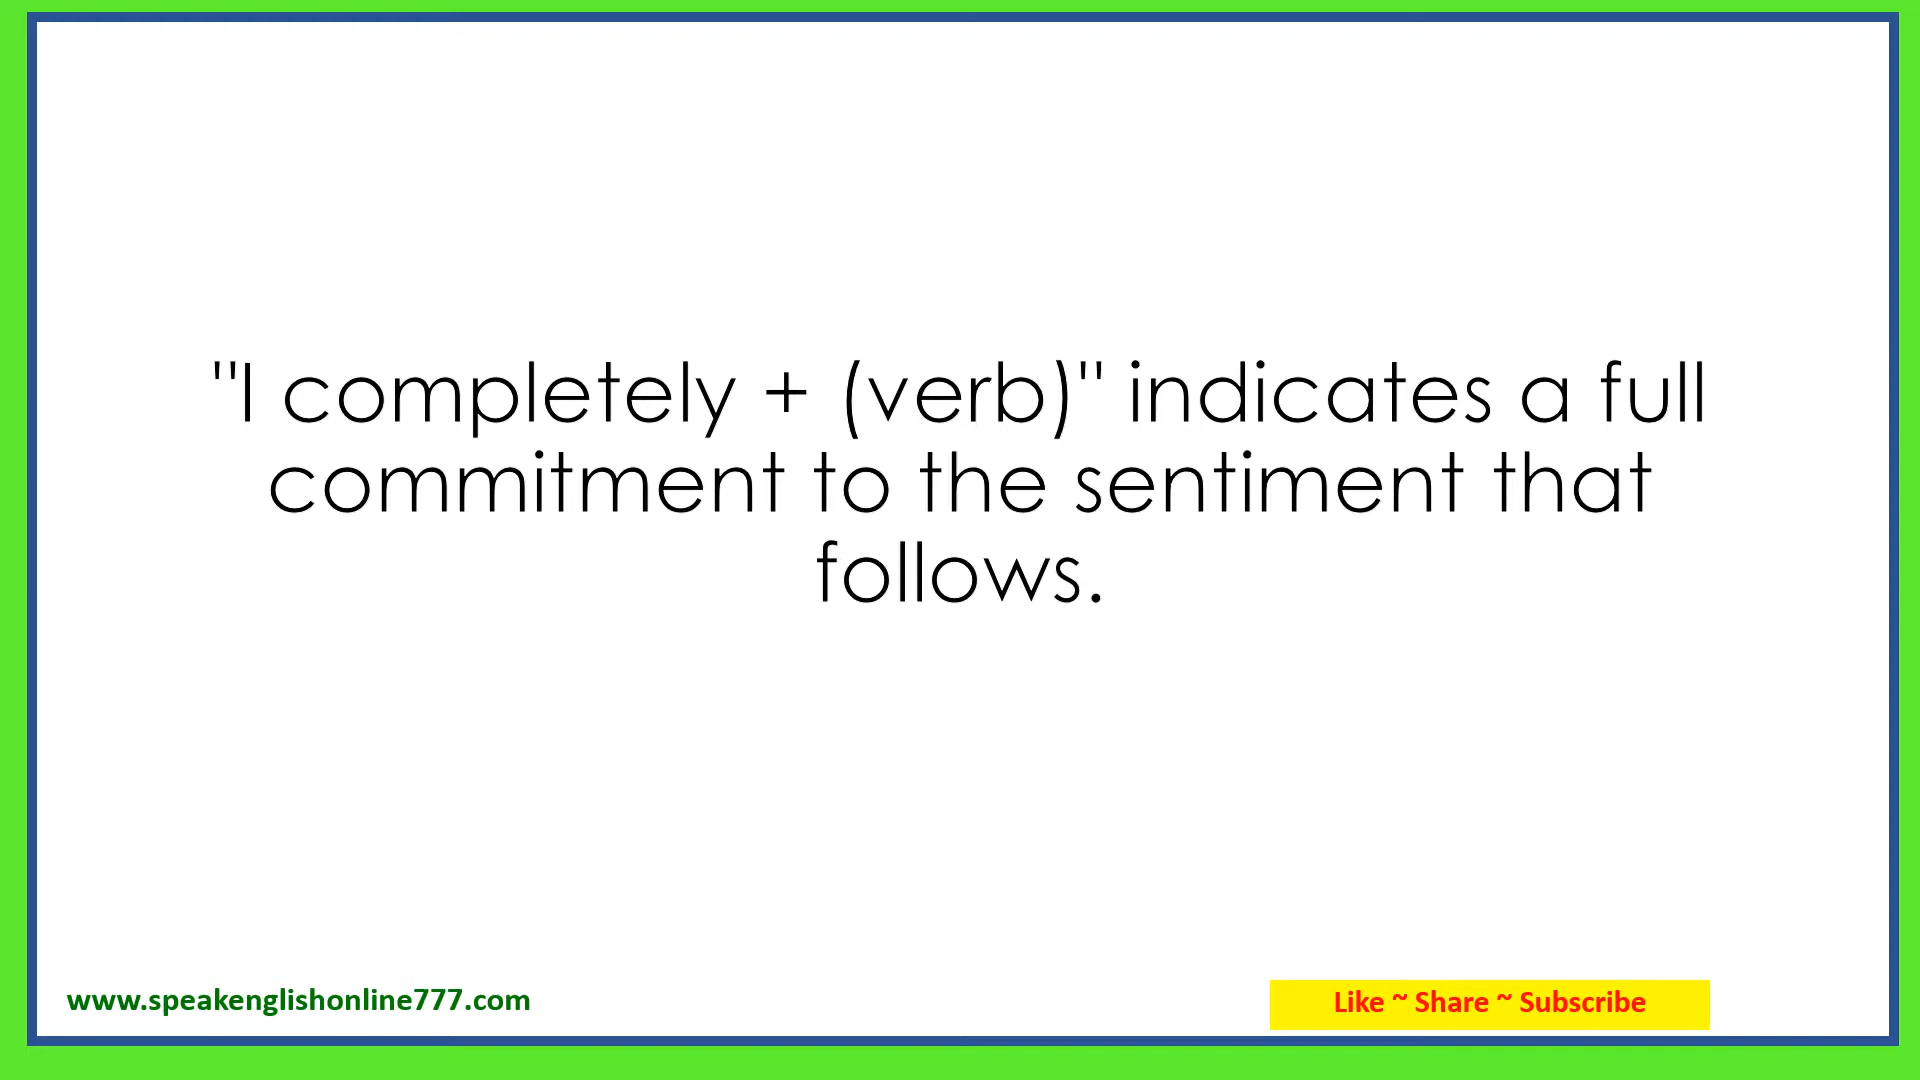 "I completely + (verb)" indicates a full
commitment to the sentiment that
follows.
www.speakenglishonline777.com
Like ~ Share ~ Subscribe